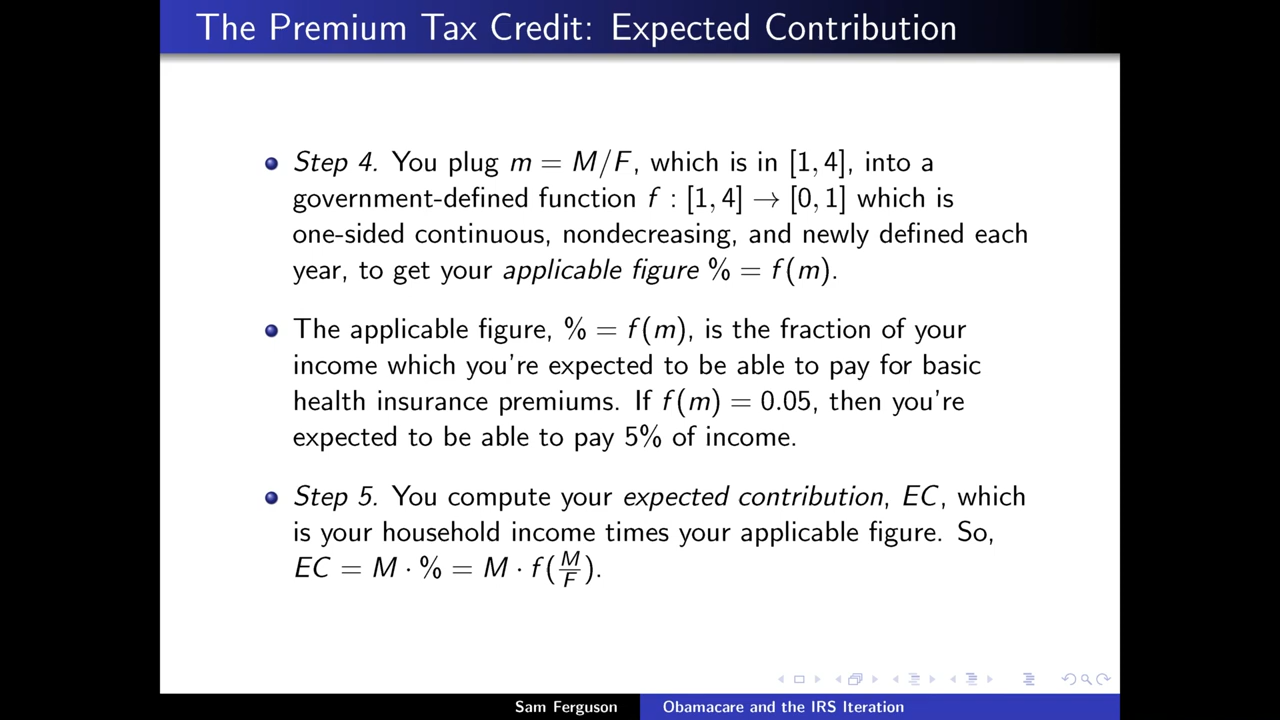 The Premium Tax Credit: Expected Contribution
Step 4. You plug m = M/F, which is in [1, 4], into a
government-defined function f : [1, 4] → [0, 1] which is
one-sided continuous, nondecreasing, and newly defined each
year, to get your applicable figure % = f(m).
The applicable figure, % = f(m), is the fraction of your
income which you're expected to be able to pay for basic
health insurance premiums. If f(m) = 0.05, then you're
expected to be able to pay 5% of income.
Step 5. You compute your expected contribution, EC, which
is your household income times your applicable figure. So,
EC = M · % = M · f(M/F).
Sam Ferguson
Obamacare and the IRS Iteration